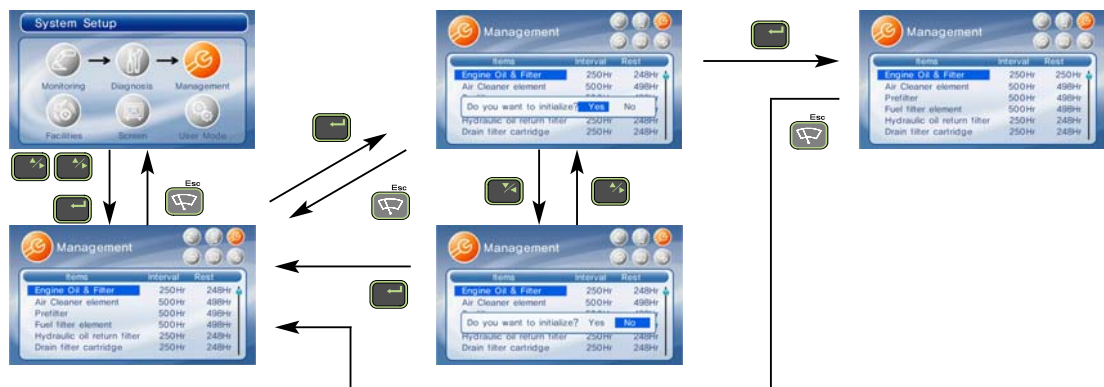 System Setup
Monitoring Diagnosis Management
Facilities Screen User Mode
Esc
Management
Items Interval Rest
Engine Oil & Filter 250Hr 248Hr
Air Cleaner element 500Hr 498Hr
Prefilter 500Hr 498Hr
Fuel filter element 500Hr 498Hr
Hydraulic oil return filter 250Hr 248Hr
Drain filter cartridge 250Hr 248Hr
Management
Items Interval Rest
Engine Oil & Filter 250Hr 248Hr
Air Cleaner element 500Hr 498Hr
Do you want to initialize? Yes No
Hydraulic oil return filter 250Hr 248Hr
Drain filter cartridge 250Hr 248Hr
Esc
Management
Items Interval Rest
Engine Oil & Filter 250Hr 248Hr
Air Cleaner element 500Hr 498Hr
Do you want to initialize? Yes No
Hydraulic oil return filter 250Hr 248Hr
Drain filter cartridge 250Hr 248Hr
Management
Items Interval Rest
Engine Oil & Filter 250Hr 250Hr
Air Cleaner element 500Hr 498Hr
Prefilter 500Hr 498Hr
Fuel filter element 500Hr 498Hr
Hydraulic oil return filter 250Hr 248Hr
Drain filter cartridge 250Hr 248Hr
Esc